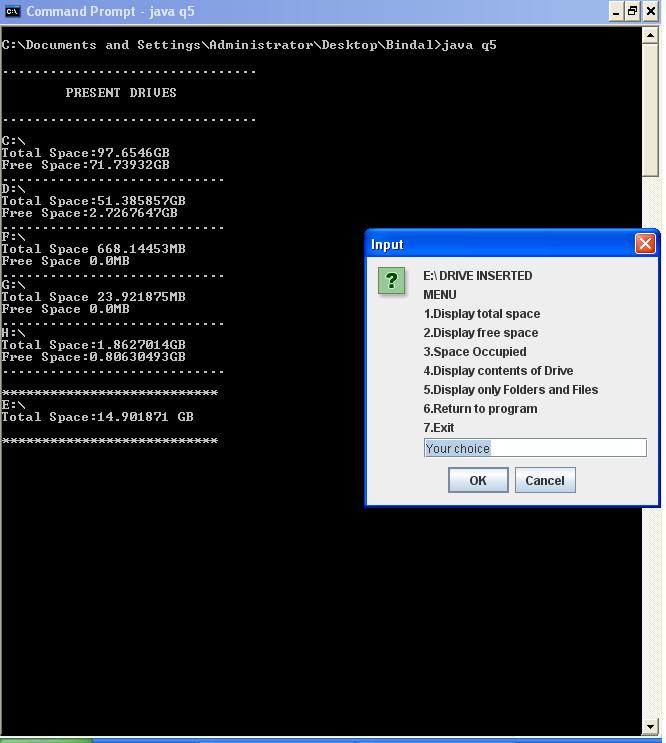 Command Prompt - java q5
C:\Documents and Settings\Administrator\Desktop\Bindal>java q5
--------------------------------
PRESENT DRIVES
--------------------------------
C:\
Total Space:97.6546GB
Free Space:71.73932GB
----------------------------
D:\
Total Space:51.385857GB
Free Space:2.7267647GB
----------------------------
F:\
Total Space 668.14453MB
Free Space 0.0MB
----------------------------
G:\
Total Space 23.921875MB
Free Space 0.0MB
----------------------------
H:\
Total Space:1.8627014GB
Free Space:0.80630493GB
----------------------------
***************************
E:\
Total Space:14.901871 GB
***************************
Input
?
E:\ DRIVE INSERTED
MENU
1.Display total space
2.Display free space
3.Space Occupied
4.Display contents of Drive
5.Display only Folders and Files
6.Return to program
7.Exit
Your choice
OK Cancel